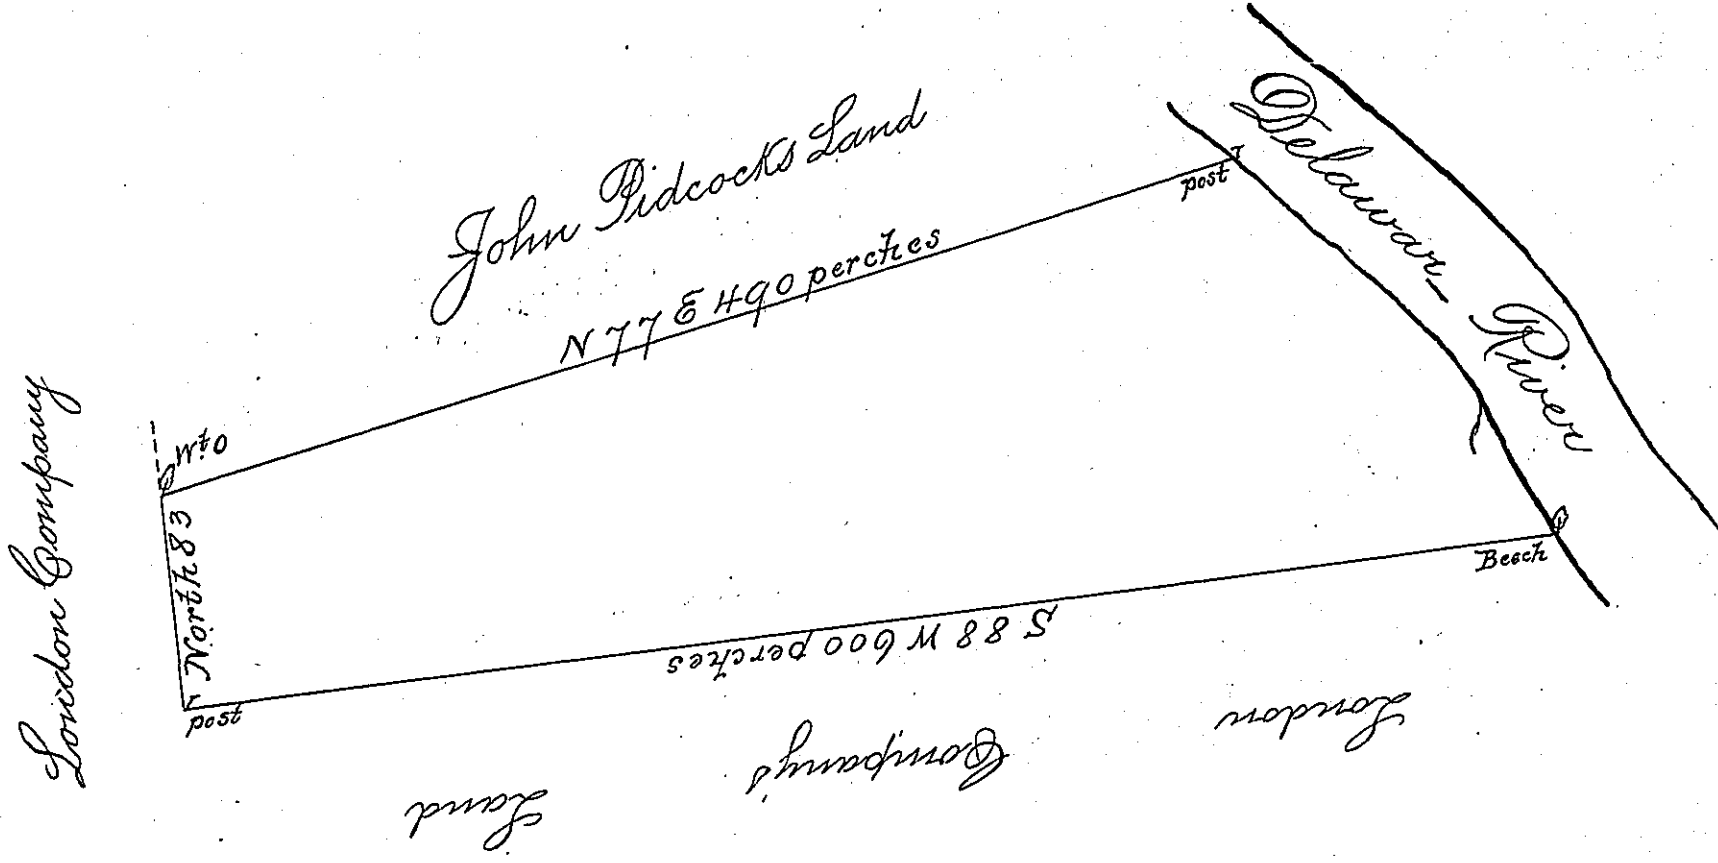 Delawar River
John Pidcocks Land
post
N 77 E 490 perches
Wt O
London Company
North 83
Beech
S 88 W 600 perches
post
London Company's Land